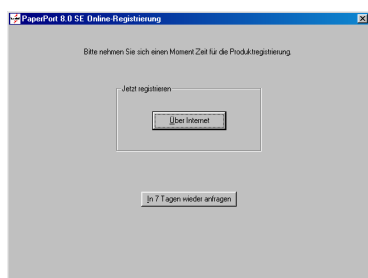 PaperPort 8.0 SE Online-Registrierung
Bitte nehmen Sie sich einen Moment Zeit für die Produktregistrierung.
Jetzt registrieren
Über Internet
In 7 Tagen wieder anfragen